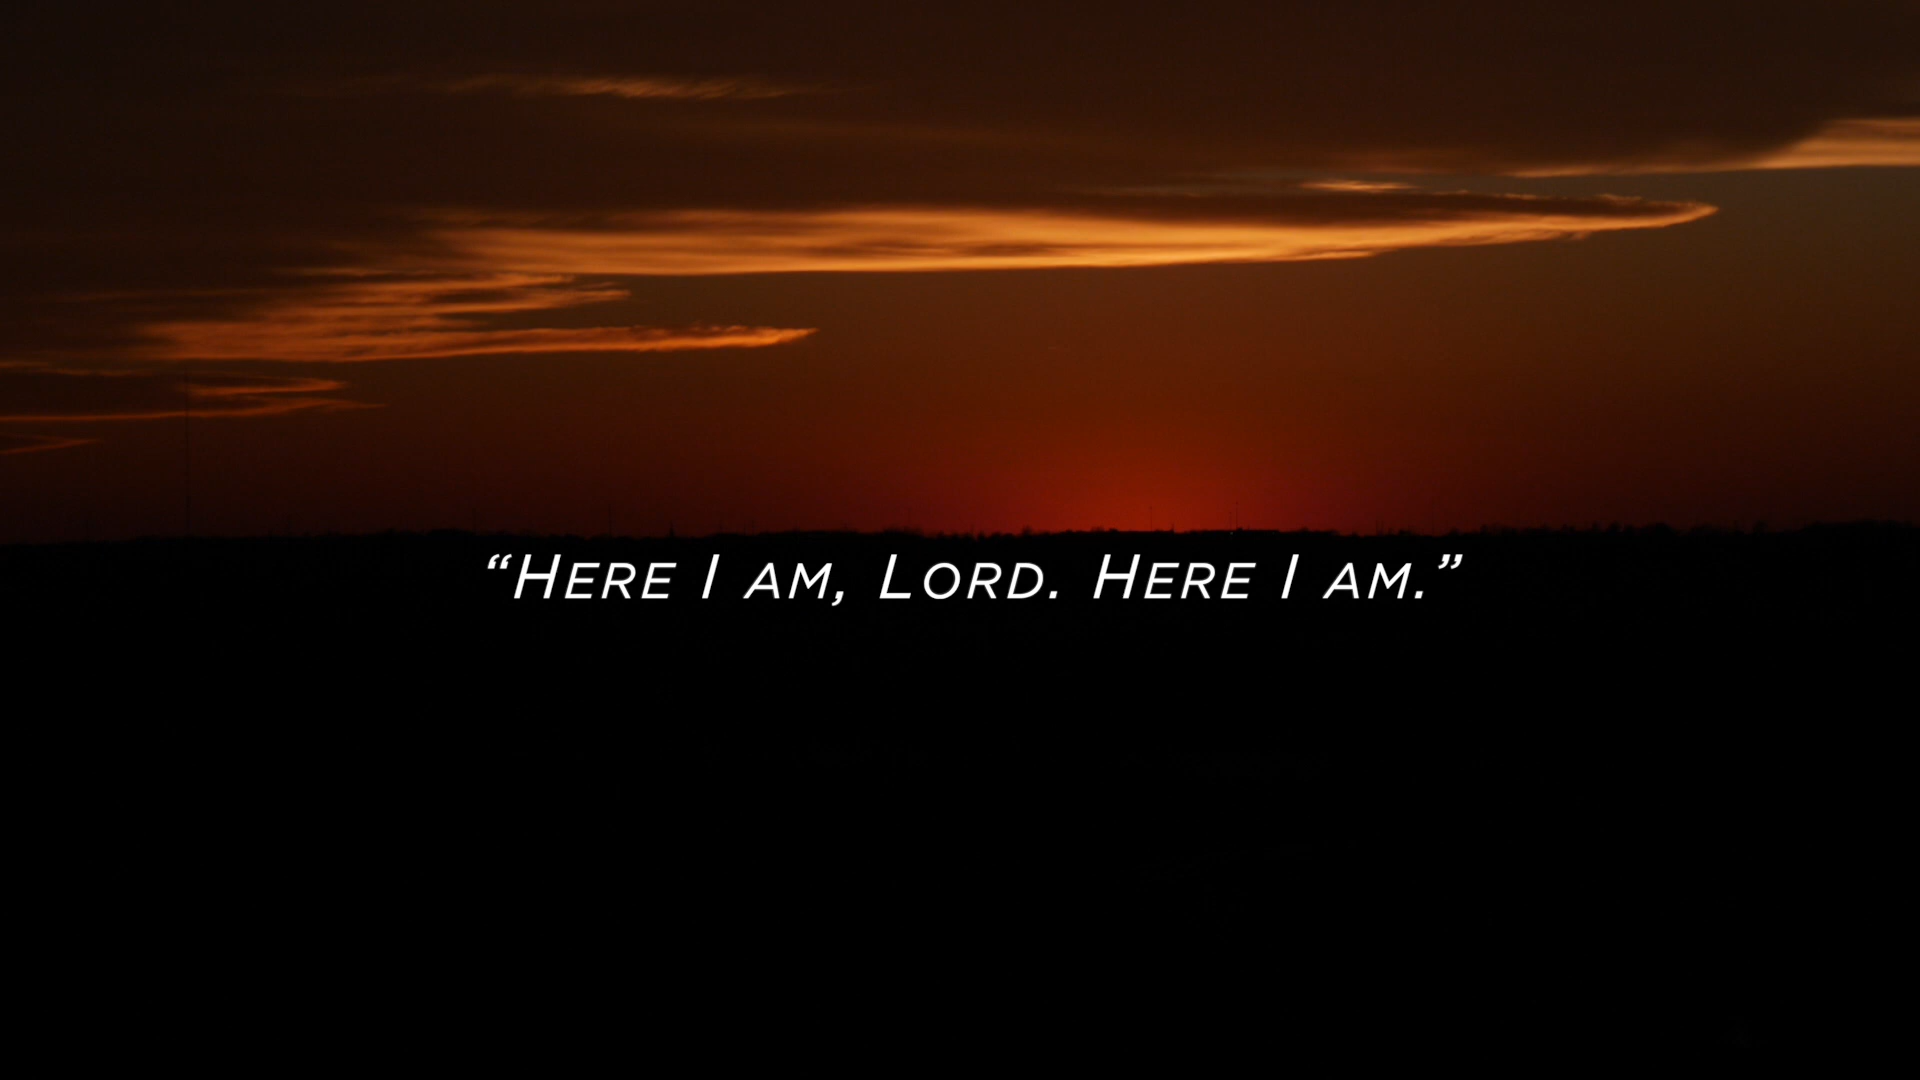 “Here I am, Lord. Here I am.”